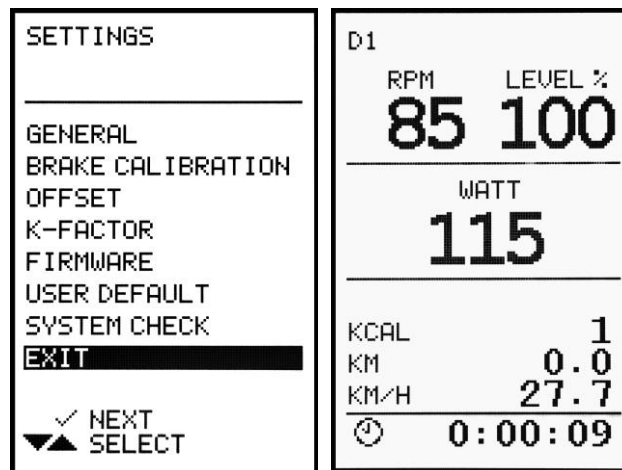 SETTINGS
GENERAL
BRAKE CALIBRATION
OFFSET
K-FACTOR
FIRMWARE
USER DEFAULT
SYSTEM CHECK
EXIT
NEXT
SELECT
D1
RPM LEVEL %
85 100
WATT
115
KCAL 1
KM 0.0
KM/H 27.7
0:00:09